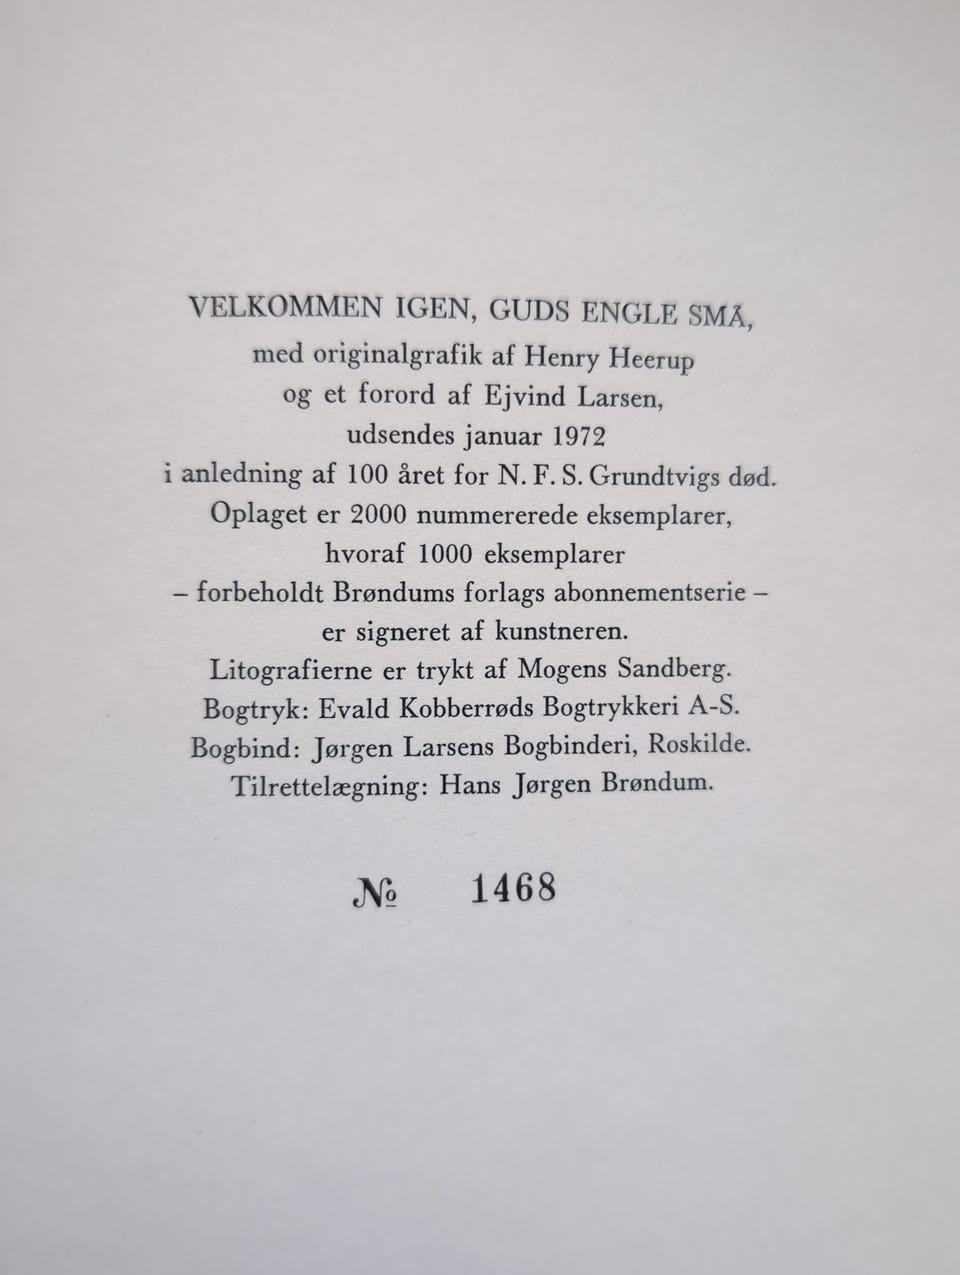 VELKOMMEN IGEN, GUDS ENGLE SMÅ,
med originalgrafik af Henry Heerup
og et forord af Ejvind Larsen,
udsendes januar 1972
i anledning af 100 året for N. F. S. Grundtvigs død.
Oplaget er 2000 nummererede eksemplarer,
hvoraf 1000 eksemplarer
– forbeholdt Brøndums forlags abonnementserie –
er signeret af kunstneren.
Litografierne er trykt af Mogens Sandberg.
Bogtryk: Evald Kobberrøds Bogtrykkeri A-S.
Bogbind: Jørgen Larsens Bogbinderi, Roskilde.
Tilrettelægning: Hans Jørgen Brøndum.
№ 1468